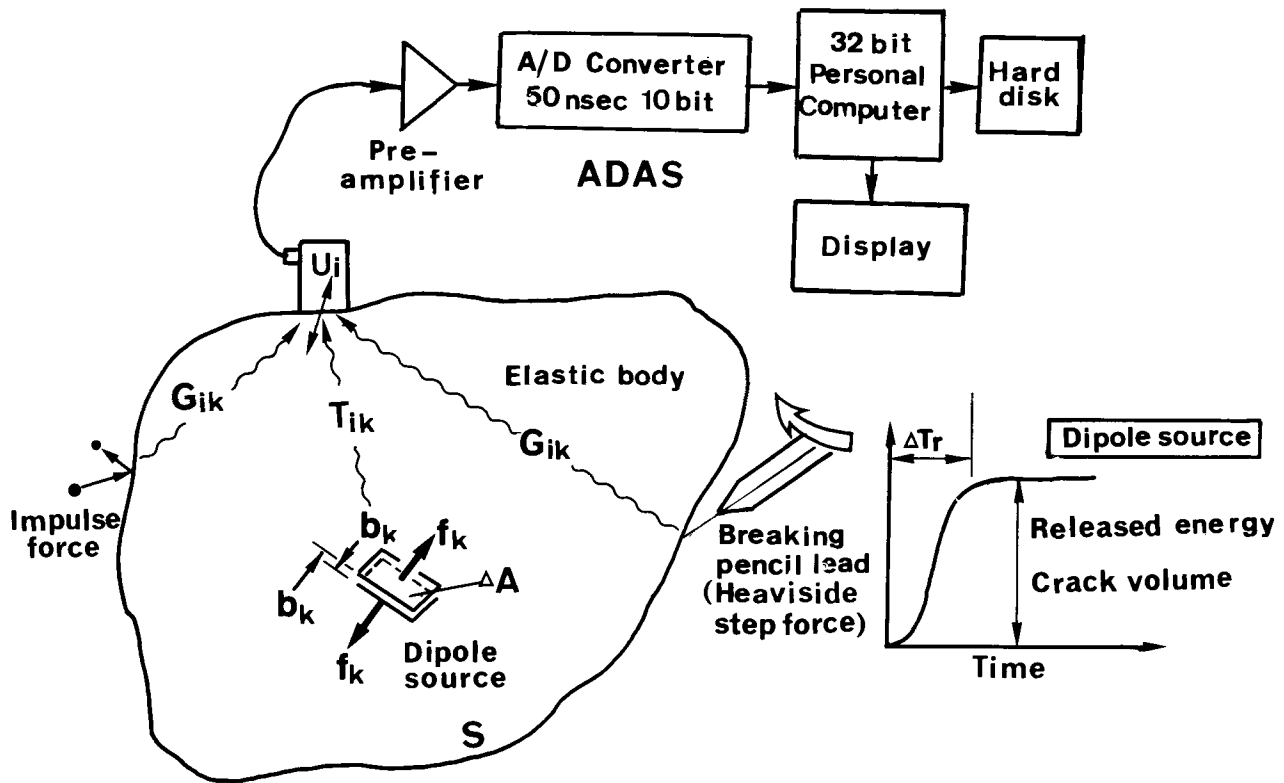 A/D Converter
50 nsec 10 bit
32 bit
Personal
Computer
Hard
disk
Pre-
amplifier
ADAS
Display
Ui
Elastic body
Gik
Tik
Gik
Impulse
force
bk
fk
ΔA
bk
fk
Dipole
source
S
Breaking
pencil lead
(Heaviside
step force)
ΔTr
Dipole source
Released energy
Crack volume
Time